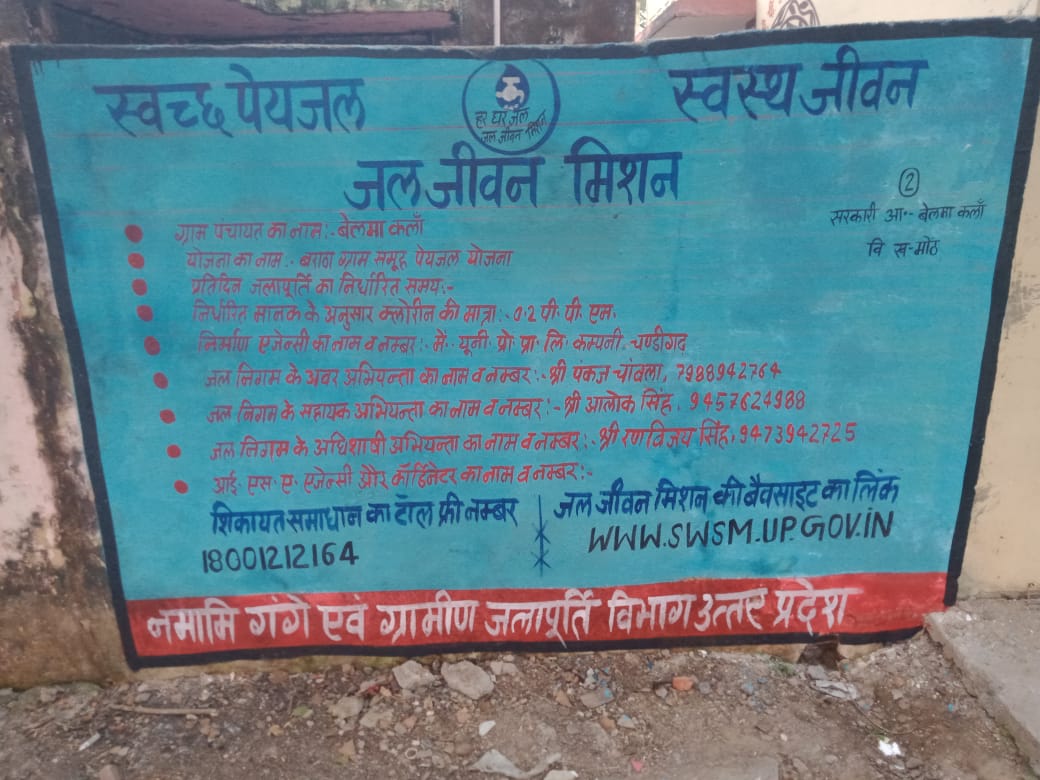 स्वच्छ पेयजल
हर घर जल
जल जीवन मिशन
स्वस्थ जीवन
जल जीवन मिशन
2
सरकारी आ॰- बेलमा कलाँ
वि ख-मोंठ
ग्राम पंचायत का नाम:- बेलमा कलाँ
योजना का नाम - बराठा ग्राम समूह पेयजल योजना
प्रतिदिन जलापूर्ति का निर्धारित समय:-
निर्धारित मानक के अनुसार क्लोरीन की मात्रा:- 0.2 पी. पी. एम.
निर्माण एजेन्सी का नाम व नम्बर:- में. यूनी. प्रो. प्रा. लि. कम्पनी. चण्डीगढ
जल निगम के अवर अभियन्ता का नाम व नम्बर:- श्री पंकज चांवला, 7988942764
जल निगम के सहायक अभियन्ता का नाम व नम्बर:- श्री आलोक सिंह, 9457624988
जल निगम के अधिशाषी अभियन्ता का नाम व नम्बर:- श्री रणविजय सिंह, 9473942725
आई. एस. ए. एजेन्सी और कॉर्डिनेटर का नाम व नम्बर:-
शिकायत समाधान का टॉल फ्री नम्बर
18001212164
जल जीवन मिशन की बैवसाइट का लिंक
WWW.SWSM.UP.GOV.iN
नमामि गंगे एवं ग्रामीण जलापूर्ति विभाग उत्तर प्रदेश